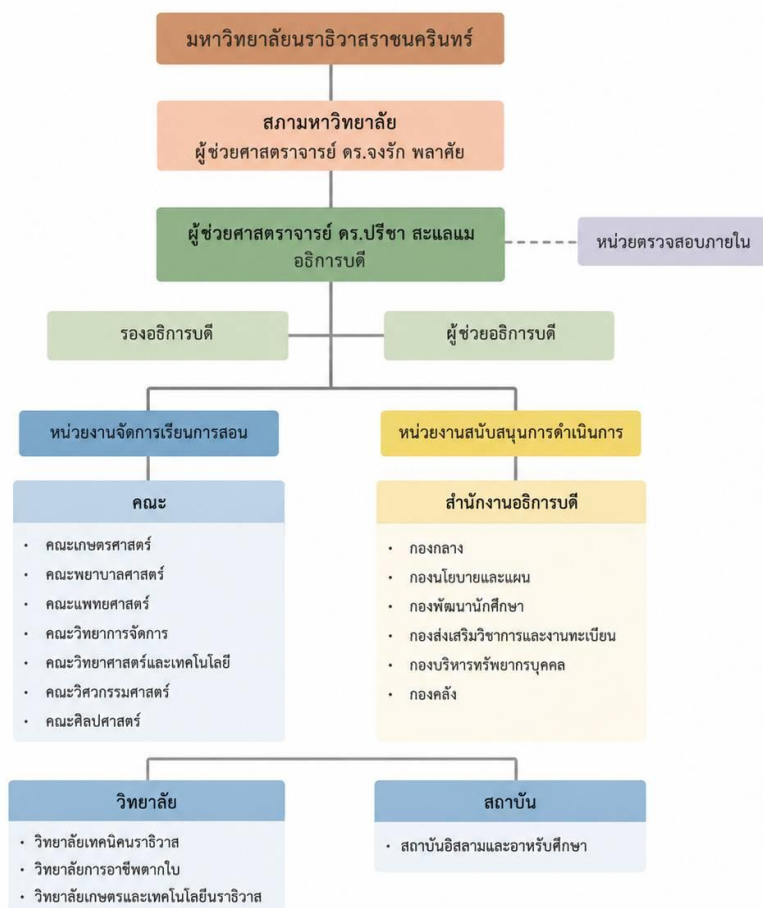 มหาวิทยาลัยนราธิวาสราชนครินทร์
สภามหาวิทยาลัย
ผู้ช่วยศาสตราจารย์ ดร.จงรัก พลาศัย
ผู้ช่วยศาสตราจารย์ ดร.ปรีชา สะแลแม
อธิการบดี
หน่วยตรวจสอบภายใน
รองอธิการบดี
ผู้ช่วยอธิการบดี
หน่วยงานจัดการเรียนการสอน
หน่วยงานสนับสนุนการดำเนินการ
คณะ
• คณะเกษตรศาสตร์
• คณะพยาบาลศาสตร์
• คณะแพทยศาสตร์
• คณะวิทยาการจัดการ
• คณะวิทยาศาสตร์และเทคโนโลยี
• คณะวิศวกรรมศาสตร์
• คณะศิลปศาสตร์
สำนักงานอธิการบดี
• กองกลาง
• กองนโยบายและแผน
• กองพัฒนานักศึกษา
• กองส่งเสริมวิชาการและงานทะเบียน
• กองบริหารทรัพยากรบุคคล
• กองคลัง
วิทยาลัย
• วิทยาลัยเทคนิคนราธิวาส
• วิทยาลัยการอาชีพตากใบ
• วิทยาลัยเกษตรและเทคโนโลยีนราธิวาส
สถาบัน
• สถาบันอิสลามและอาหรับศึกษา